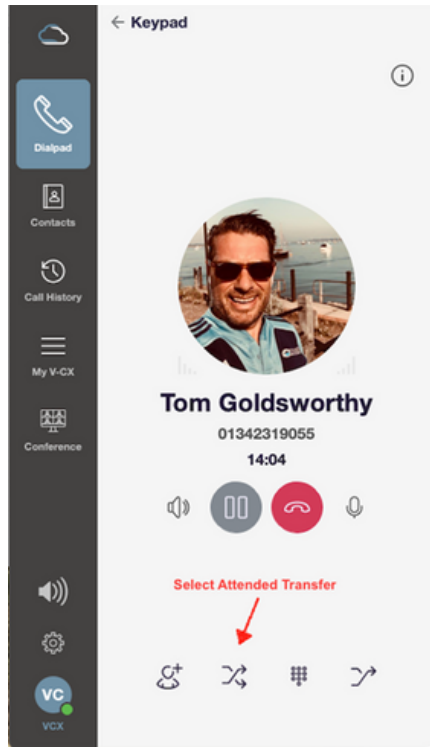 ← Keypad
Dialpad
Contacts
Call History
My V-CX
Conference
Tom Goldsworthy
01342319055
14:04
Select Attended Transfer
VC
VCX